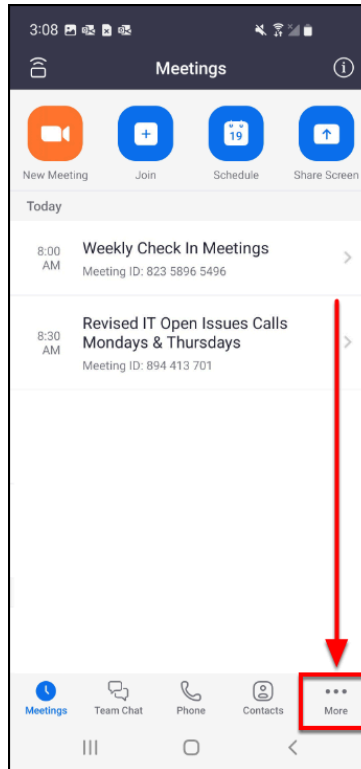 3:08
Meetings
19
New Meeting Join Schedule Share Screen
Today
8:00 AM
Weekly Check In Meetings
Meeting ID: 823 5896 5496
8:30 AM
Revised IT Open Issues Calls
Mondays & Thursdays
Meeting ID: 894 413 701
Meetings Team Chat Phone Contacts More